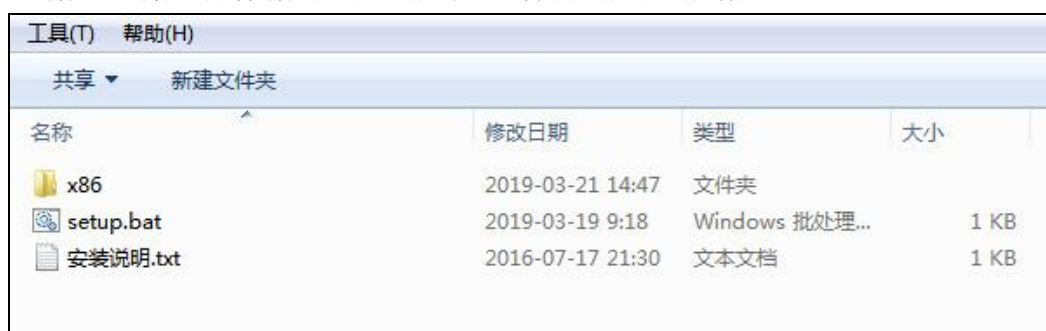 工具(T) 帮助(H)
共享 新建文件夹
名称 修改日期 类型 大小
x86 2019-03-21 14:47 文件夹
setup.bat 2019-03-19 9:18 Windows 批处理... 1 KB
安装说明.txt 2016-07-17 21:30 文本文档 1 KB